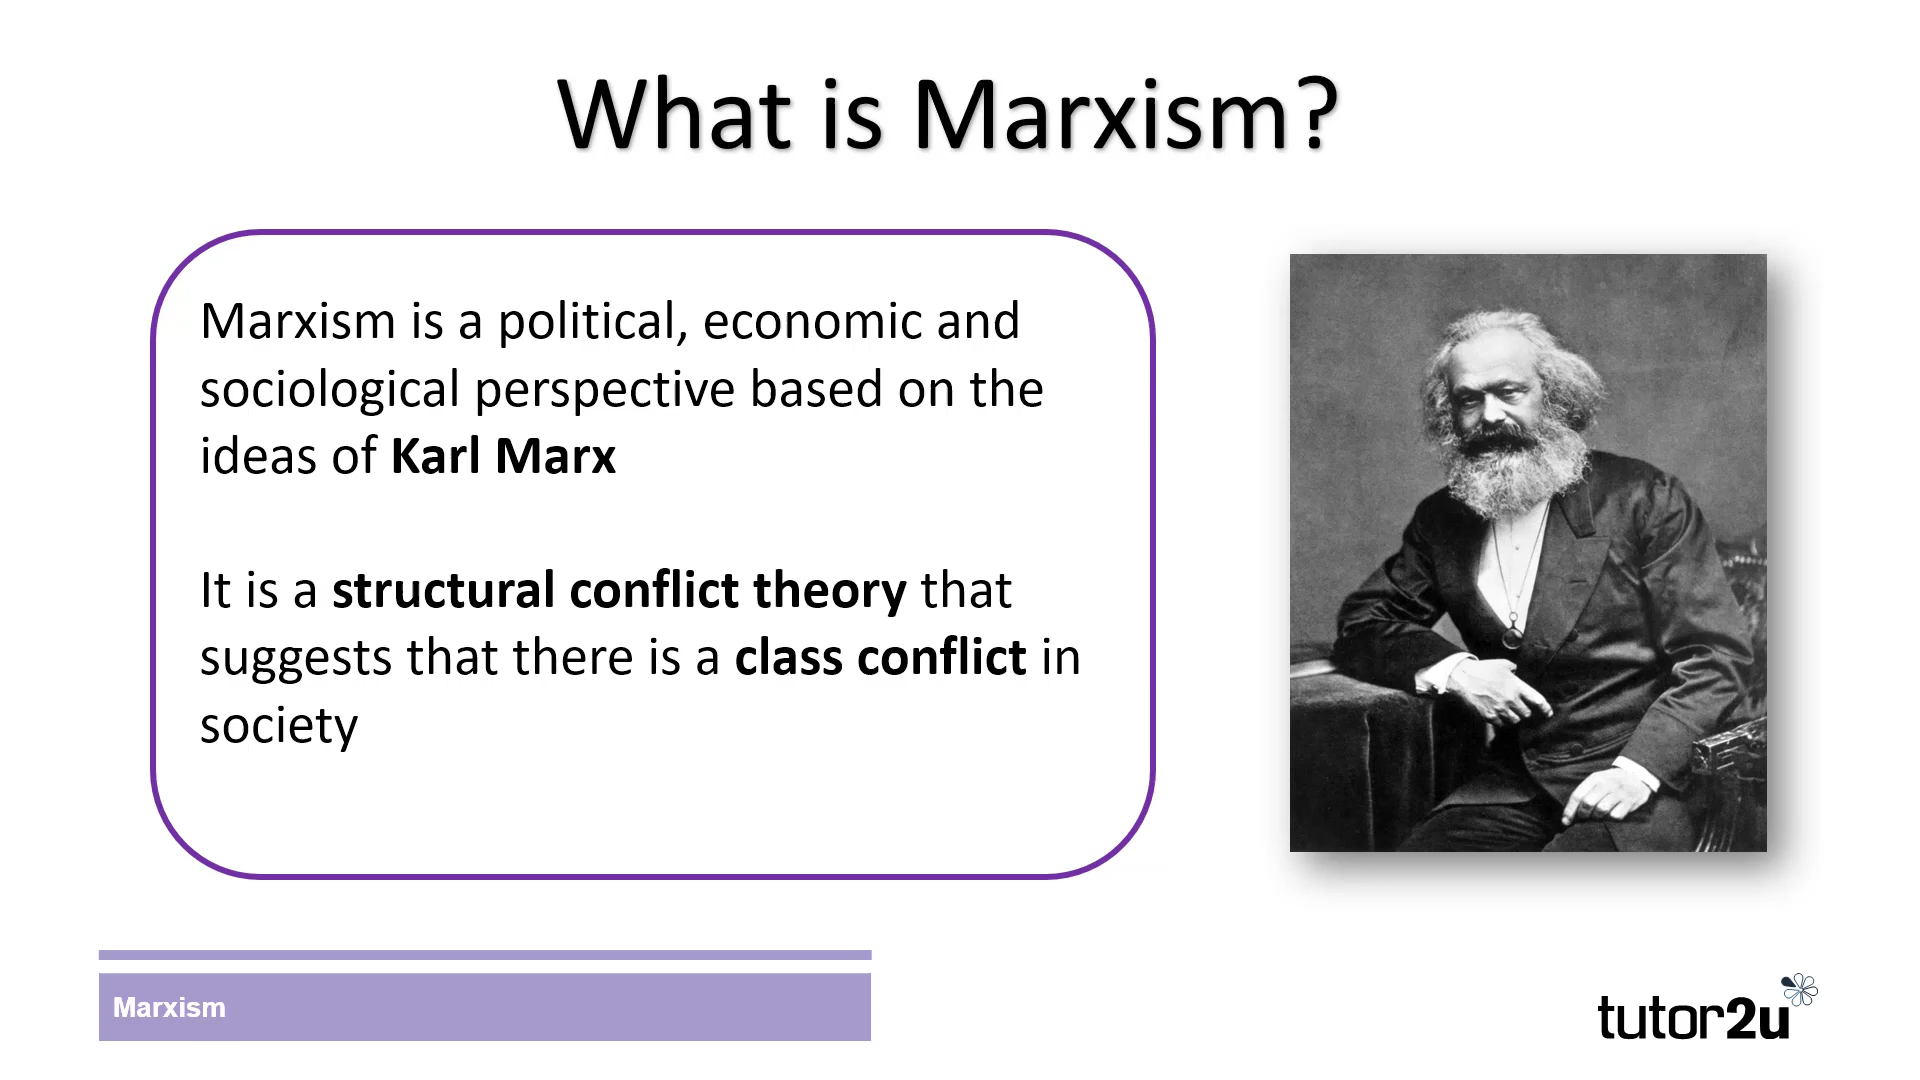 What is Marxism?
Marxism is a political, economic and
sociological perspective based on the
ideas of Karl Marx
It is a structural conflict theory that
suggests that there is a class conflict in
society
Marxism
tutor2u